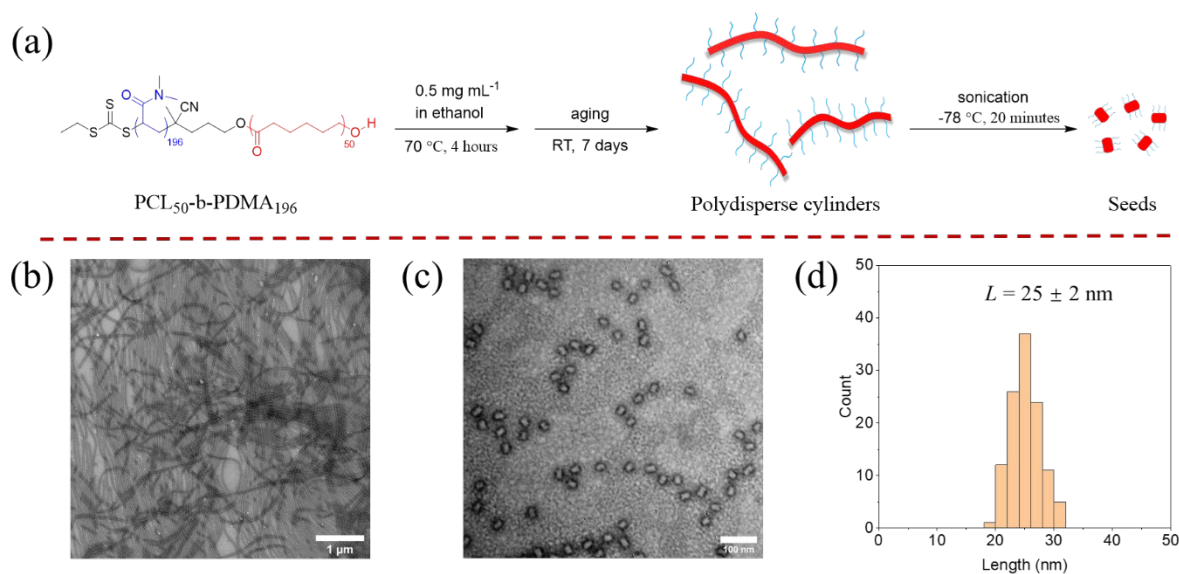 (a)
O
N
CN
S
S
S
196
O
O
O
H
50
0.5 mg mL⁻¹
in ethanol
70 °C, 4 hours
aging
RT, 7 days
sonication
-78 °C, 20 minutes
PCL₅₀-b-PDMA₁₉₆
Polydisperse cylinders
Seeds
(b)
1 µm
(c)
100 nm
(d)
L = 25 ± 2 nm
50
40
30
20
10
0
Count
0 10 20 30 40 50
Length (nm)